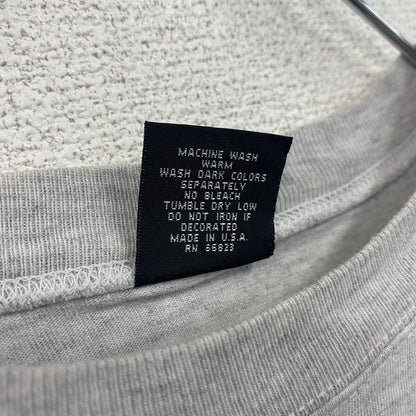 MACHINE WASH
WARM
WASH DARK COLORS
SEPARATELY
NO BLEACH
TUMBLE DRY LOW
DO NOT IRON IF
DECORATED
MADE IN U.S.A.
RN 66823